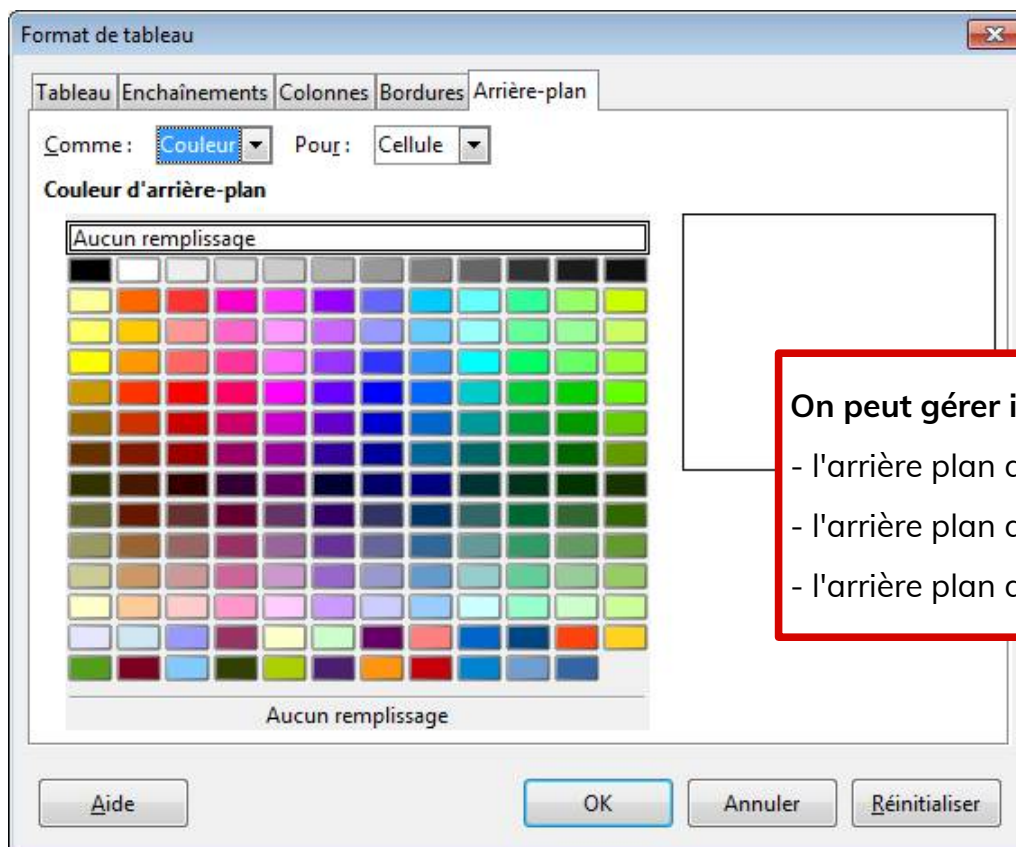 Format de tableau
Tableau Enchaînements Colonnes Bordures Arrière-plan
Comme : Couleur Pour : Cellule
Couleur d'arrière-plan
Aucun remplissage
On peut gérer
- l'arrière plan
- l'arrière plan
- l'arrière plan
Aucun remplissage
Aide OK Annuler Réinitialiser